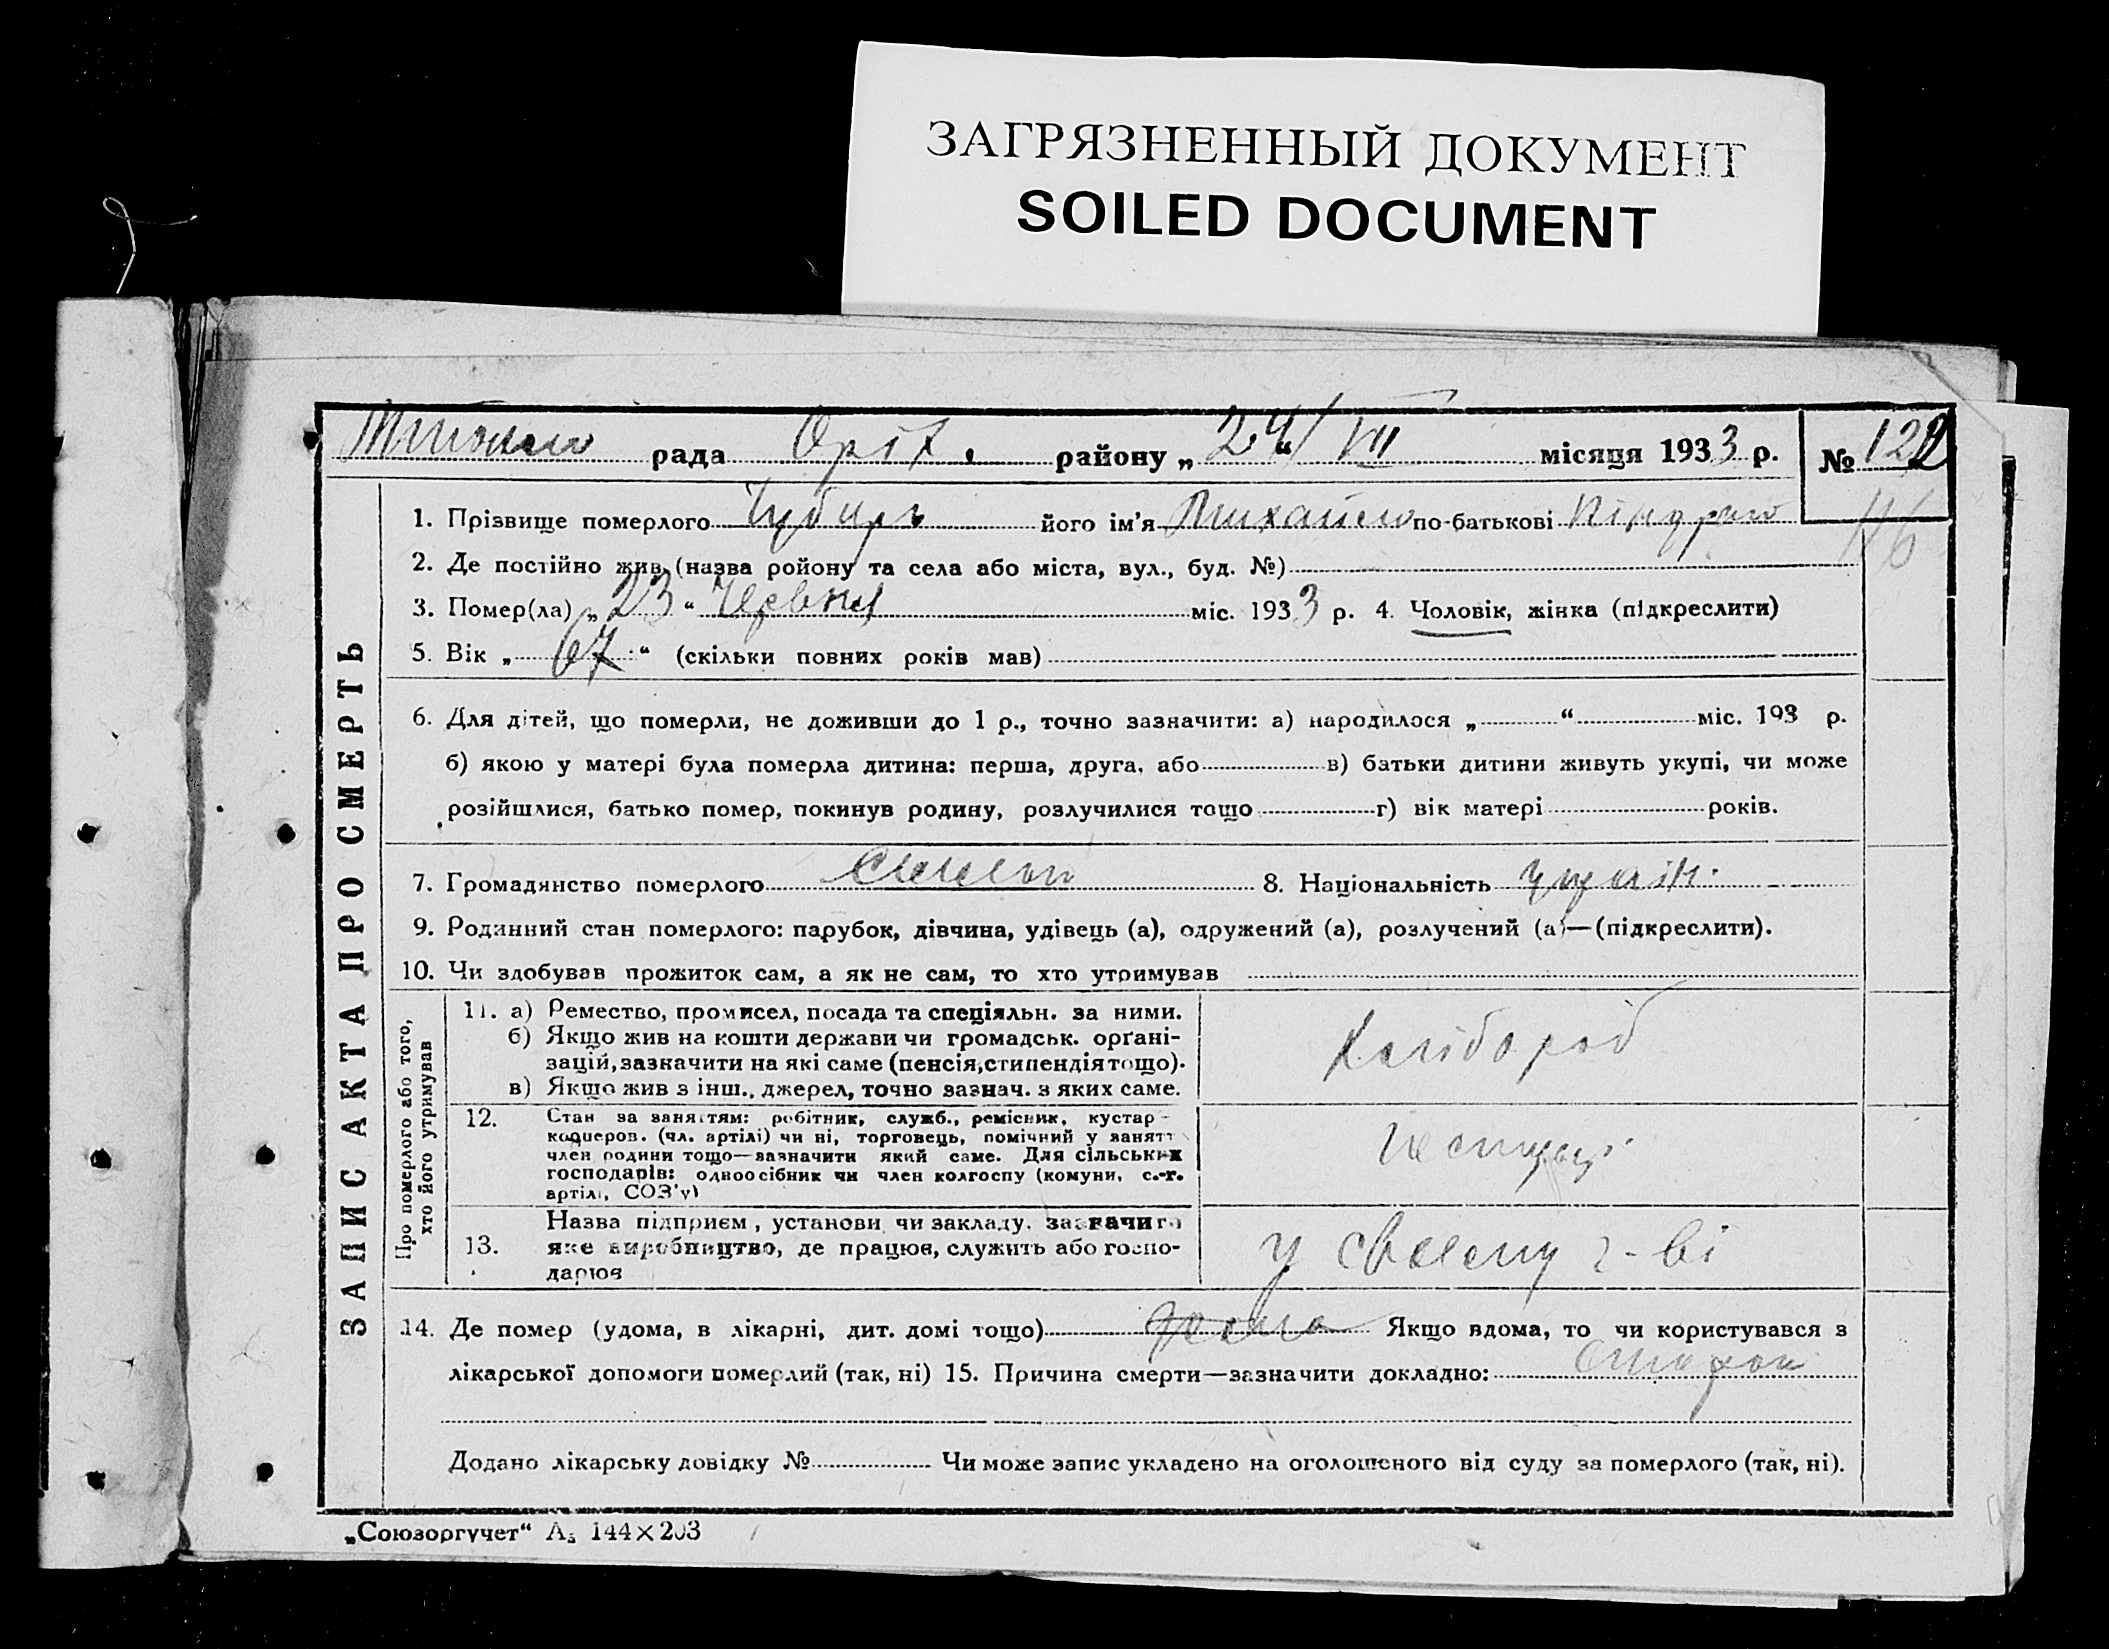 ЗАГРЯЗНЕННЫЙ ДОКУМЕНТ
SOILED DOCUMENT
рада Оріх. району „24“ VII місяця 1933 р. № 122
116
1. Прізвище померлого його ім'я Михайло по-батькові
2. Де постійно жив (назва ройону та села або міста, вул., буд. №)
3. Помер(ла) „23“ Червня міс. 1933 р. 4. Чоловік, жінка (підкреслити)
5. Вік „67“ (скільки повних років мав)
6. Для дітей, що померли, не доживши до 1 р., точно зазначити: а) народилося „ “ міс. 193 р.
б) якою у матері була померла дитина: перша, друга, або в) батьки дитини живуть укупі, чи може
розійшлися, батько помер, покинув родину, розлучилися тощо г) вік матері років.
7. Громадянство померлого 8. Національність україн.
9. Родинний стан померлого: парубок, дівчина, удівець (а), одружений (а), розлучений (а)—(підкреслити).
10. Чи здобував прожиток сам, а як не сам, то хто утримував
ЗАПИС АКТА ПРО СМЕРТЬ
Про померлого або того,
хто його утримував
11. а) Ремество, промисел, посада та спеціяльн. за ними.
б) Якщо жив на кошти держави чи громадськ. орґані-
зацій, зазначити на які саме (пенсія, стипендія тощо).
в) Якщо жив з інш., джерел, точно зазнач. з яких саме.
Хлібороб
12. Стан за заняттям: робітник, служб., ремісник, кустар
кооперов. (чл. артілі) чи ні, торговець, помічний у занятт
член родини тощо—зазначити який саме. Для сільських
господарів: одноосібник чи член колгоспу (комуни, с.-г.
артілі, СОЗ'у)
13. Назва підприєм, установи чи закладу, зазначити
яке виробництво, де працює, служить або госпо-
дарює
у своєму г-ві
14. Де помер (удома, в лікарні, дит. домі тощо) дома Якщо вдома, то чи користувався з
лікарської допомоги померлий (так, ні) 15. Причина смерти—зазначити докладно:
Додано лікарську довідку № Чи може запис укладено на оголошеного від суду за померлого (так, ні).
„Союзоргучет“ А₅ 144×203